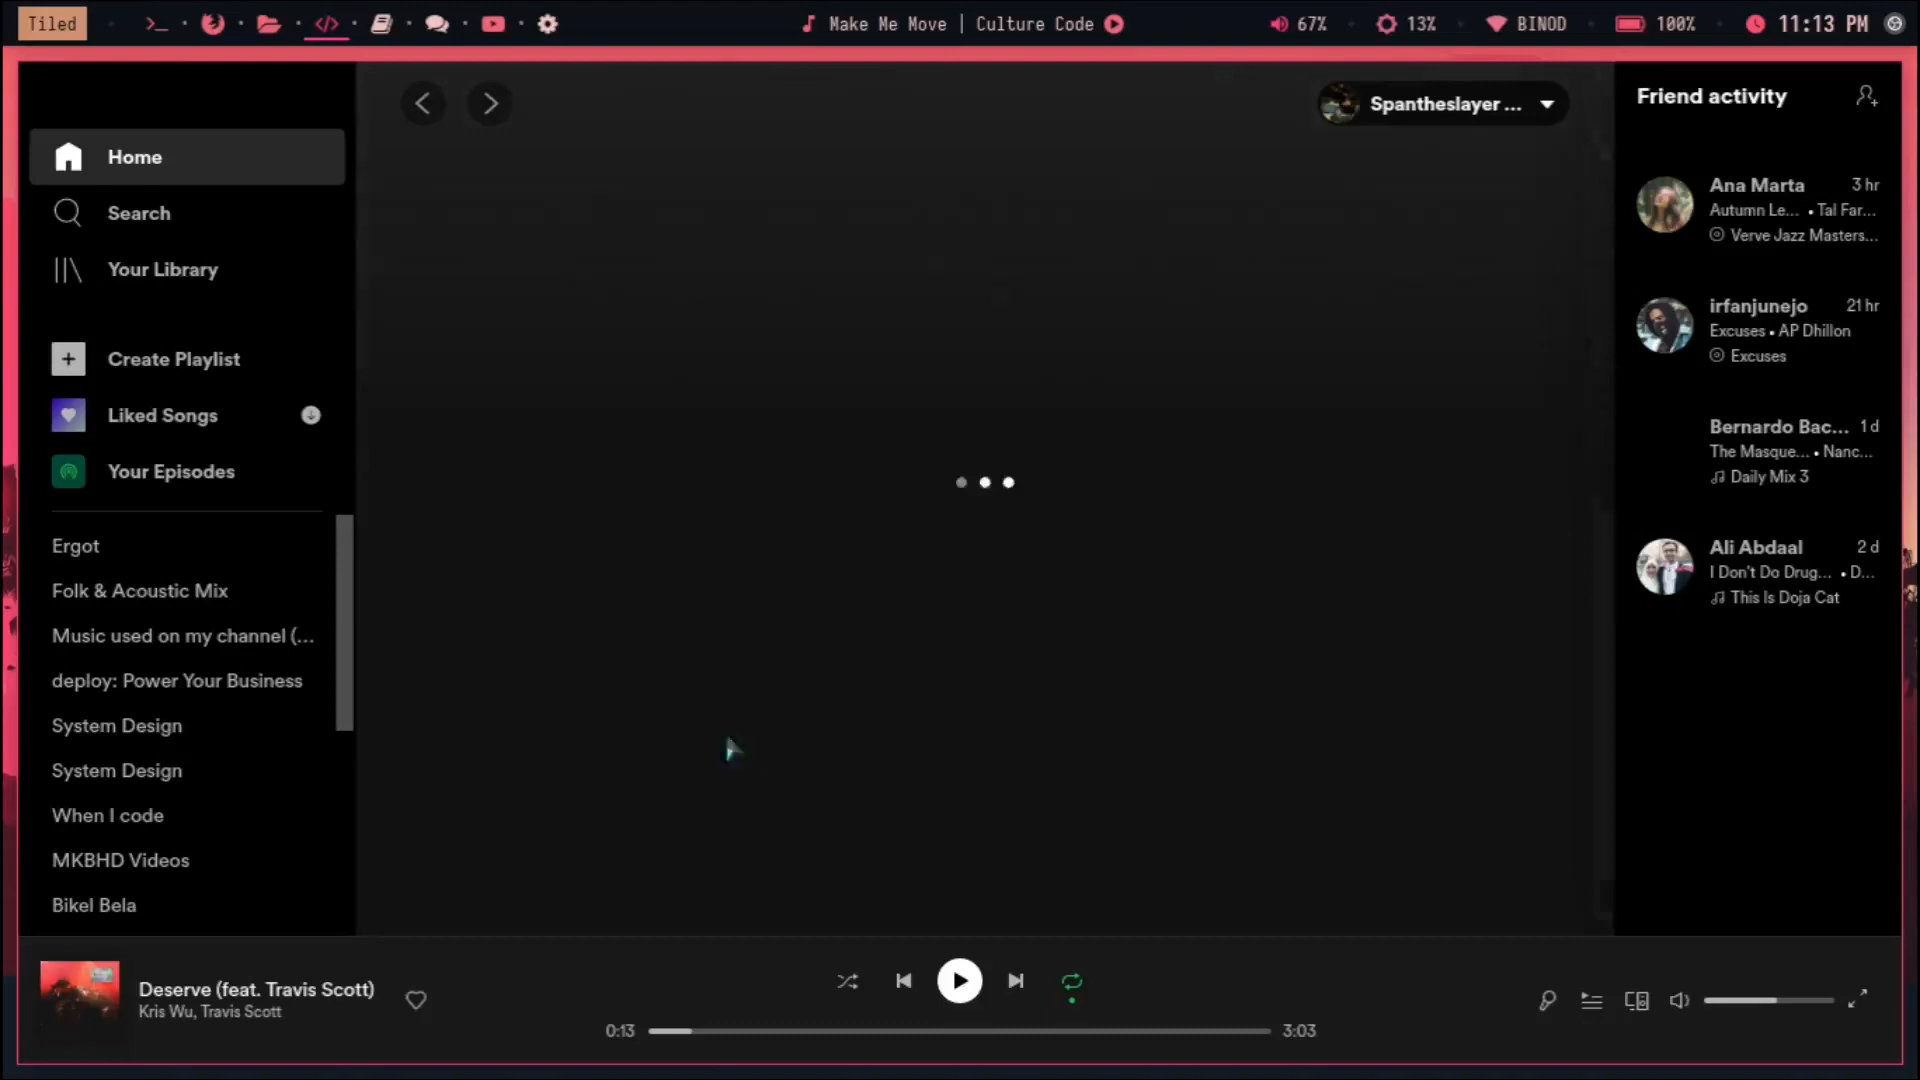 Tiled
Make Me Move | Culture Code
67%
13%
BINOD
100%
11:13 PM
Spantheslayer ...
Friend activity
Home
Search
Your Library
Create Playlist
Liked Songs
Your Episodes
Ergot
Folk & Acoustic Mix
Music used on my channel (...
deploy: Power Your Business
System Design
System Design
When I code
MKBHD Videos
Bikel Bela
Ana Marta 3 hr
Autumn Le... • Tal Far...
Verve Jazz Masters...
irfanjunejo 21 hr
Excuses • AP Dhillon
Excuses
Bernardo Bac... 1 d
The Masque... • Nanc...
Daily Mix 3
Ali Abdaal 2 d
I Don't Do Drug... • D...
This Is Doja Cat
Deserve (feat. Travis Scott)
Kris Wu, Travis Scott
0:13
3:03